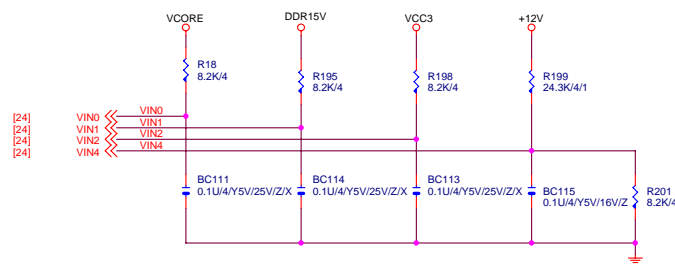 VCORE DDR15V VCC3 +12V
R18 8.2K/4
R195 8.2K/4
R198 8.2K/4
R199 24.3K/4/1
[24] VIN0 VIN0
[24] VIN1 VIN1
[24] VIN2 VIN2
[24] VIN4 VIN4
BC111 0.1U/4/Y5V/25V/Z/X
BC114 0.1U/4/Y5V/25V/Z/X
BC113 0.1U/4/Y5V/25V/Z/X
BC115 0.1U/4/Y5V/16V/Z
R201 8.2K/4